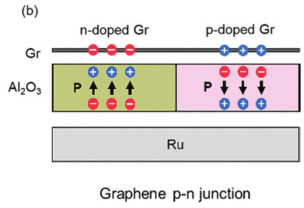 (b)
n-doped Gr p-doped Gr
Gr
Al₂O₃
P P
Ru
Graphene p-n junction